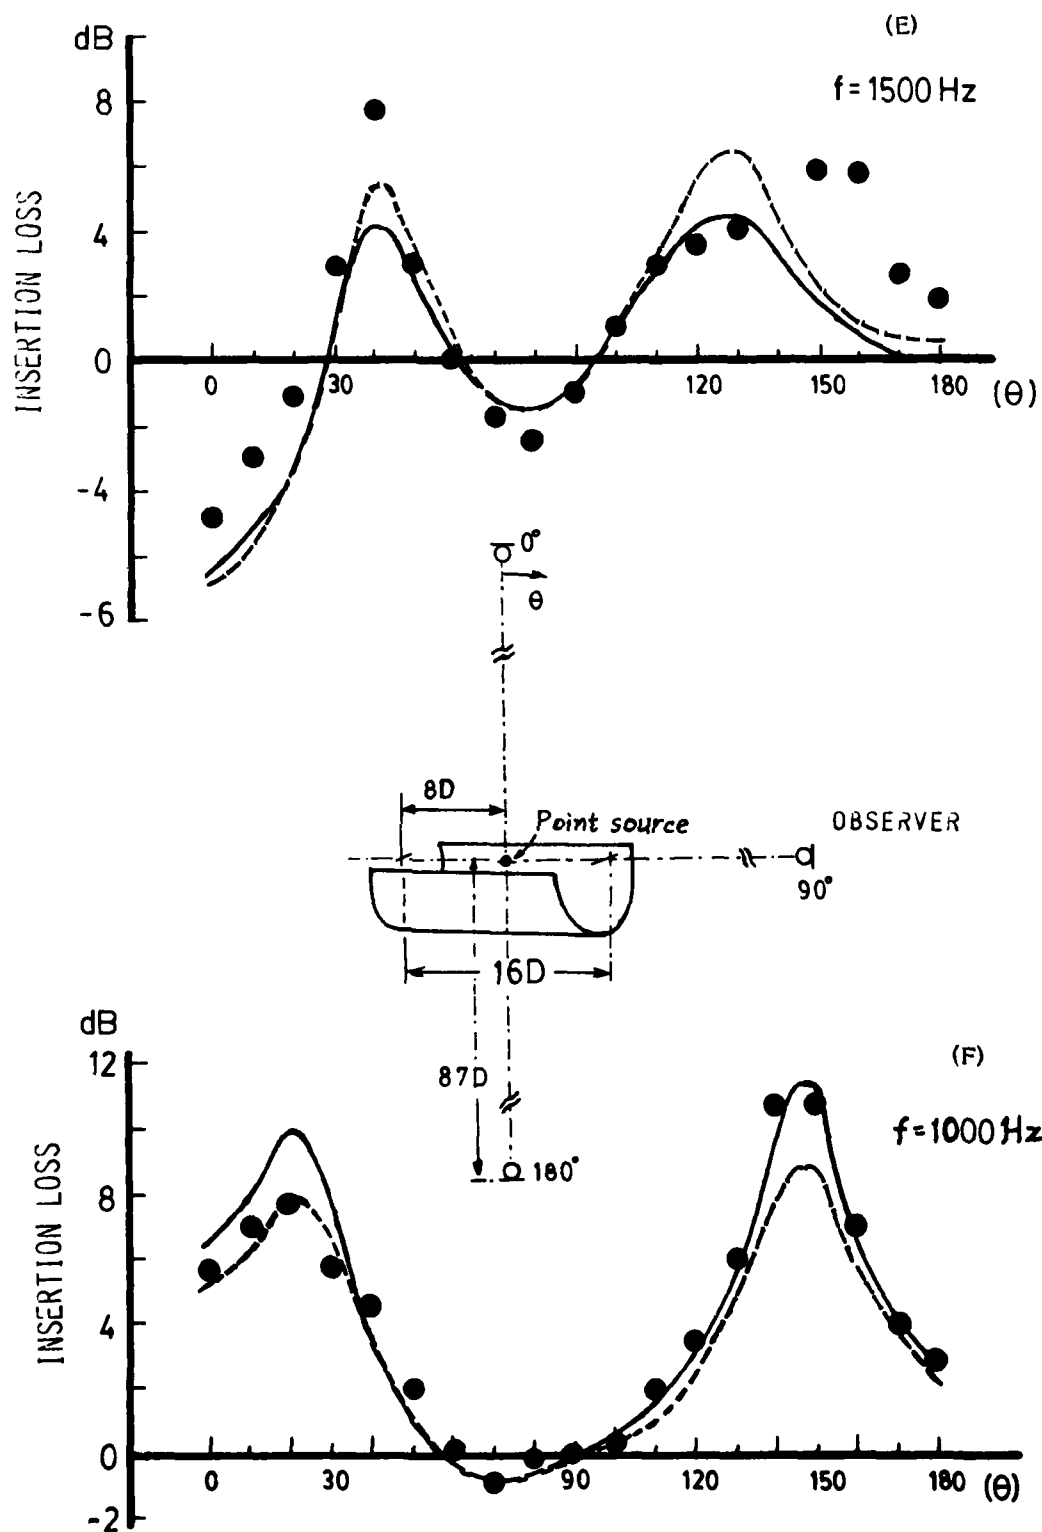 (E)
dB
f=1500 Hz
8
4
0
-4
-6
INSERTION LOSS
0 30 90 120 150 180 (θ)
0°
θ
8D
Point source
OBSERVER
90°
16D
87D
180°
dB
(F)
f=1000 Hz
12
8
4
0
-2
INSERTION LOSS
0 30 90 120 150 180 (θ)